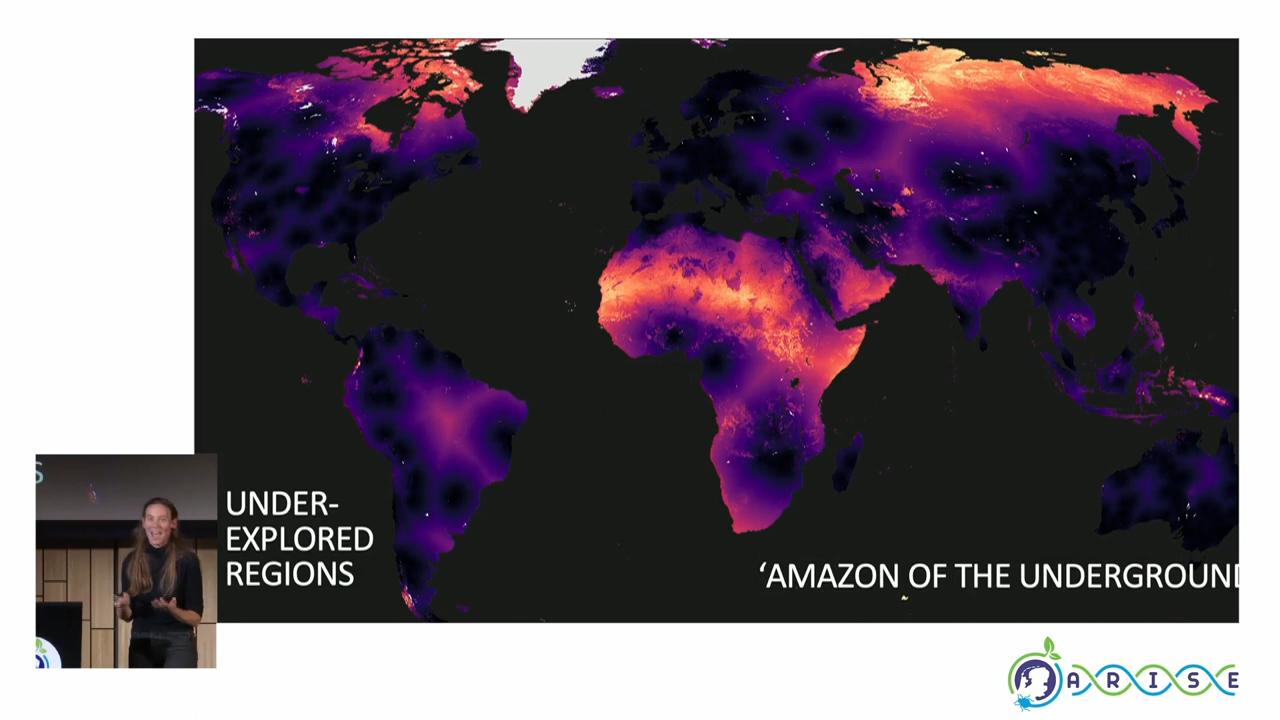 S
UNDER-
EXPLORED
REGIONS
‘AMAZON OF THE UNDERGROUND
ARISE